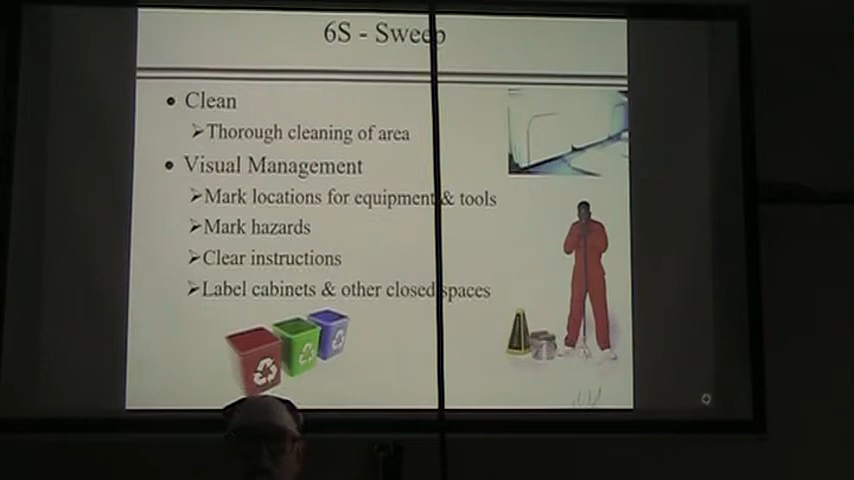 6S - Sweep
Clean
Thorough cleaning of area
Visual Management
Mark locations for equipment & tools
Mark hazards
Clear instructions
Label cabinets & other closed spaces